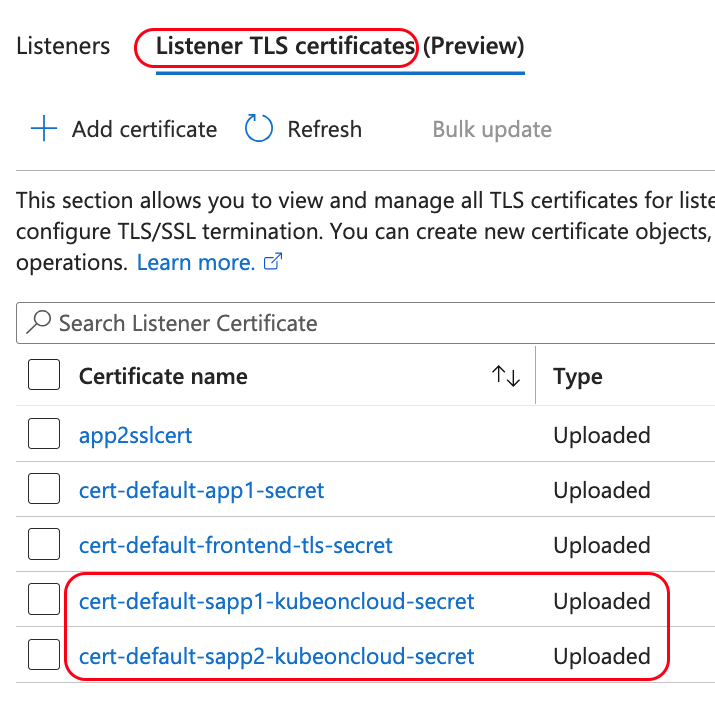 Listeners Listener TLS certificates (Preview)
Add certificate Refresh Bulk update
This section allows you to view and manage all TLS certificates for liste
configure TLS/SSL termination. You can create new certificate objects,
operations. Learn more.
Search Listener Certificate
Certificate name Type
app2sslcert Uploaded
cert-default-app1-secret Uploaded
cert-default-frontend-tls-secret Uploaded
cert-default-sapp1-kubeoncloud-secret Uploaded
cert-default-sapp2-kubeoncloud-secret Uploaded